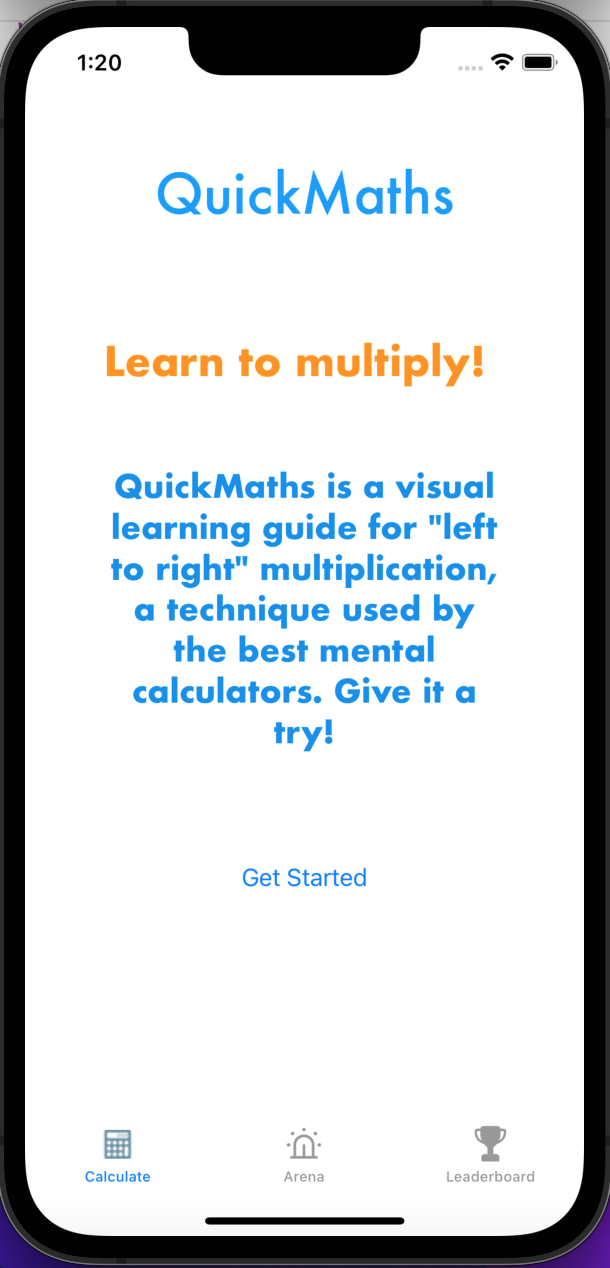 1:20
QuickMaths
Learn to multiply!
QuickMaths is a visual
learning guide for "left
to right" multiplication,
a technique used by
the best mental
calculators. Give it a
try!
Get Started
Calculate
Arena
Leaderboard